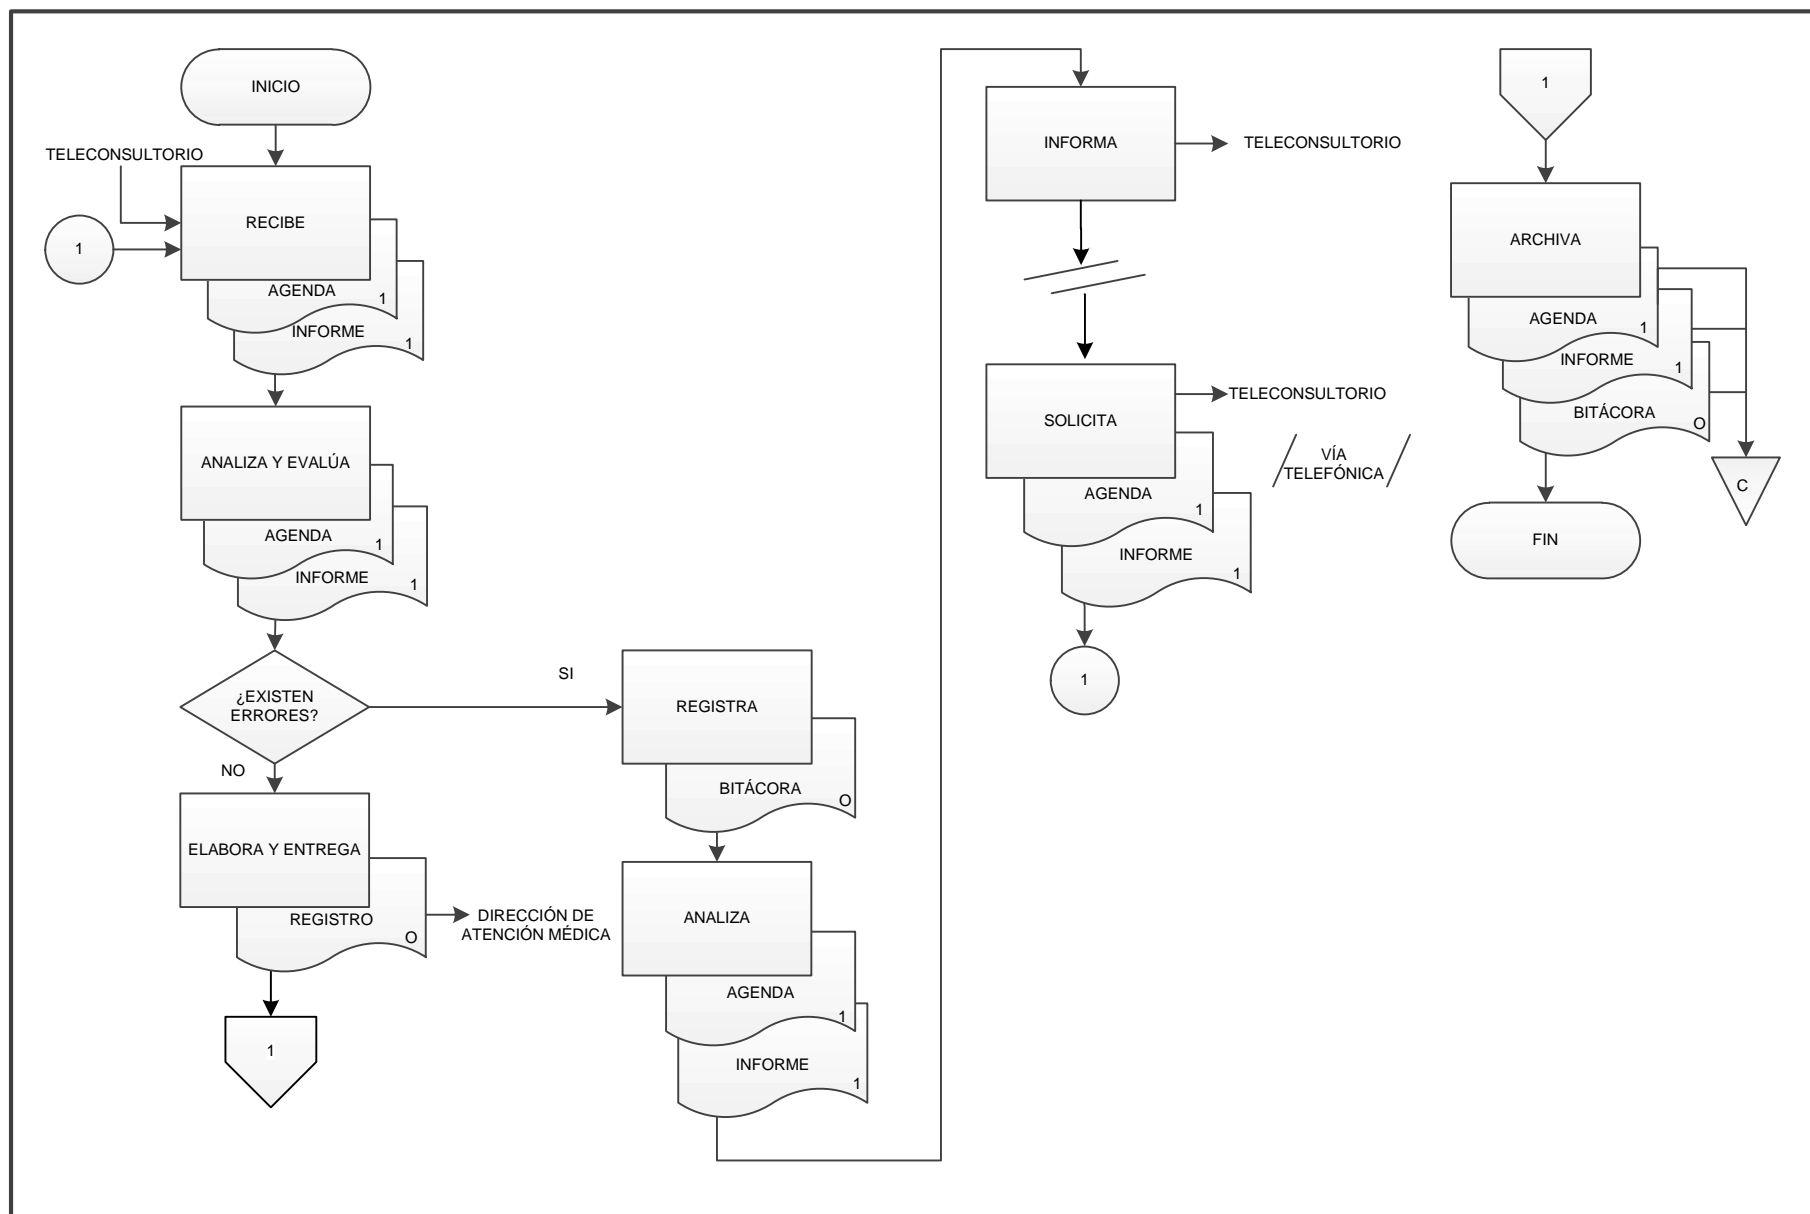 INICIO
TELECONSULTORIO
RECIBE
1
AGENDA
1
INFORME
1
ANALIZA Y EVALÚA
AGENDA
1
INFORME
1
¿EXISTEN
ERRORES?
SI
NO
ELABORA Y ENTREGA
REGISTRO
O
DIRECCIÓN DE
ATENCIÓN MÉDICA
1
REGISTRA
BITÁCORA
O
ANALIZA
AGENDA
1
INFORME
1
INFORMA
TELECONSULTORIO
SOLICITA
TELECONSULTORIO
VÍA
TELEFÓNICA
AGENDA
1
INFORME
1
1
1
ARCHIVA
AGENDA
1
INFORME
1
BITÁCORA
O
C
FIN